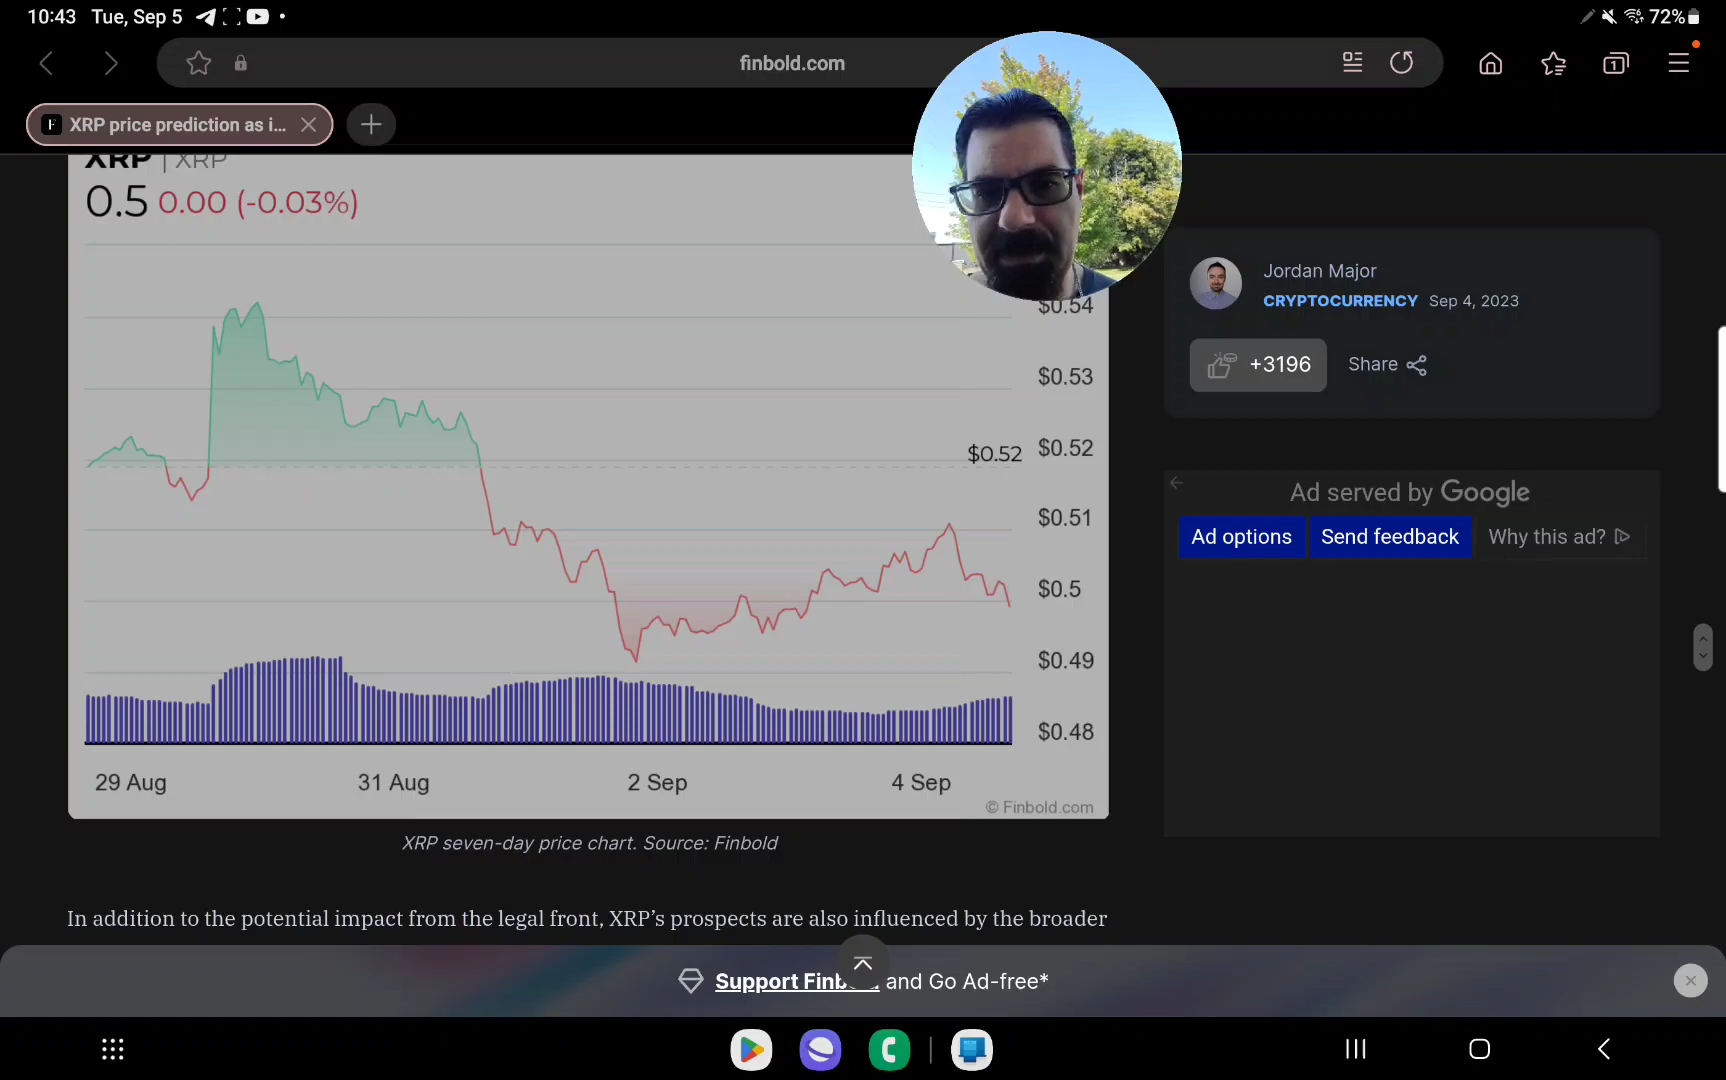 10:43 Tue, Sep 5
72%
finbold.com
1
F XRP price prediction as i...
XRP | XRP
0.5 0.00 (-0.03%)
$0.54
$0.53
$0.52 $0.52
$0.51
$0.5
$0.49
$0.48
29 Aug 31 Aug 2 Sep 4 Sep
© Finbold.com
XRP seven-day price chart. Source: Finbold
In addition to the potential impact from the legal front, XRP’s prospects are also influenced by the broader
Jordan Major
CRYPTOCURRENCY Sep 4, 2023
+3196 Share
Ad served by Google
Ad options Send feedback Why this ad?
Support Finb and Go Ad-free*